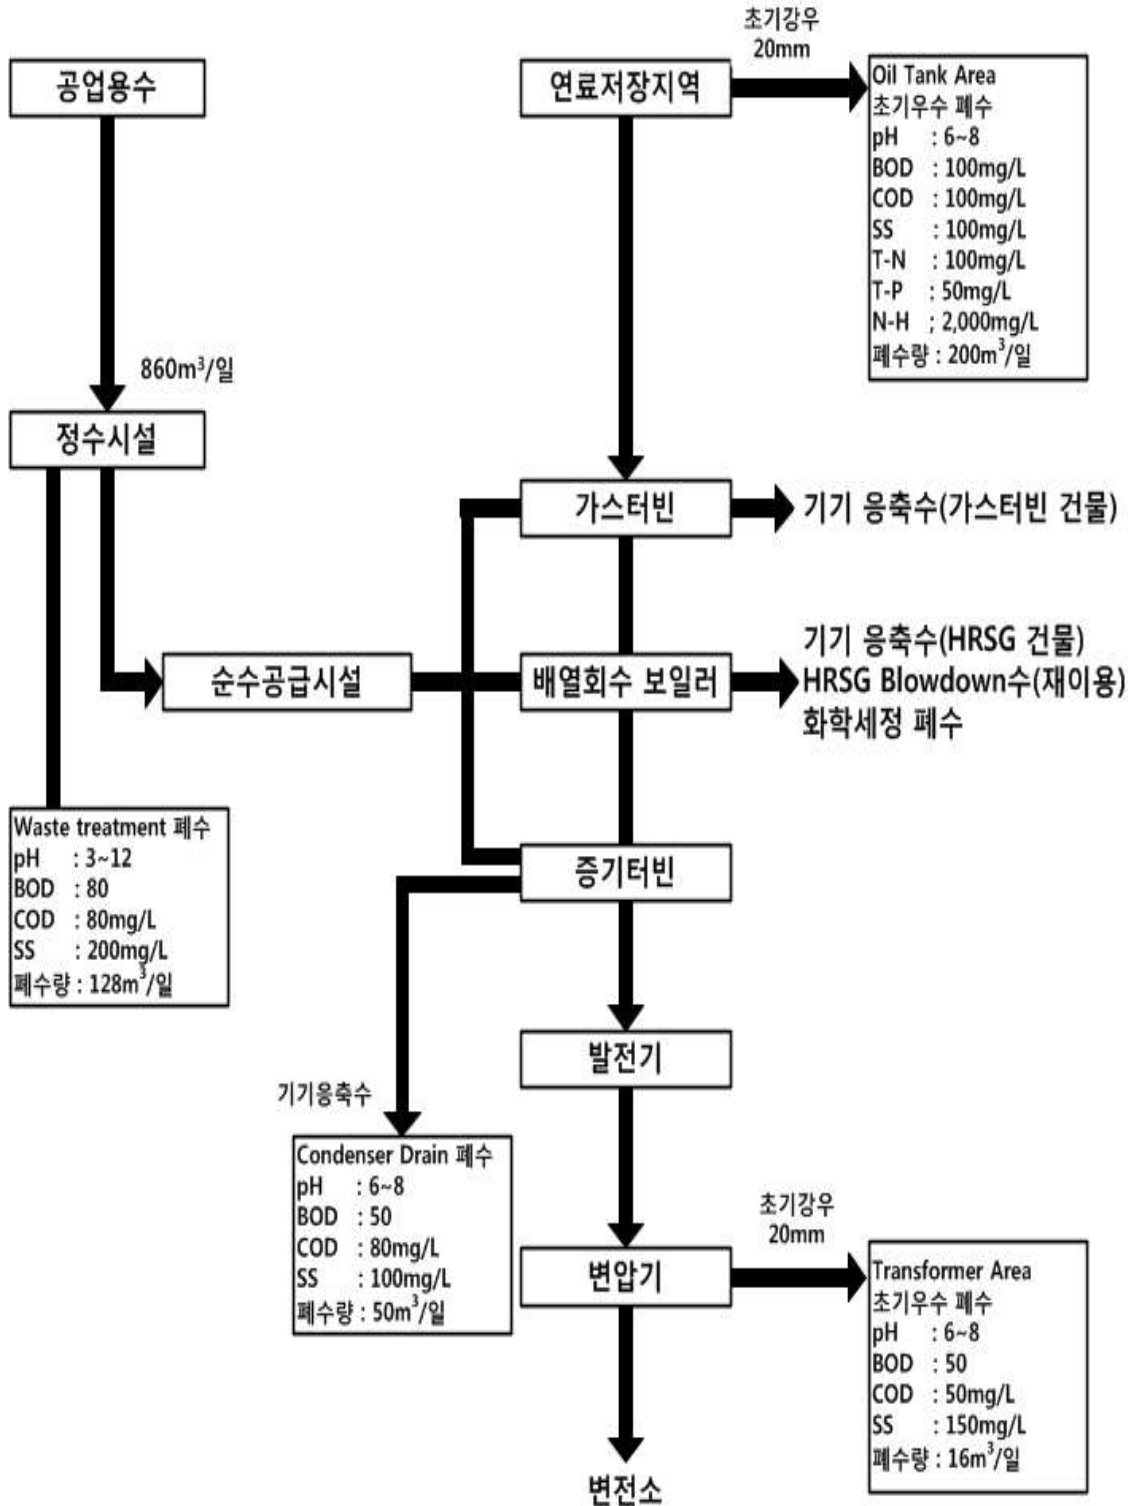 초기강우
20mm
공업용수
연료저장지역
Oil Tank Area
초기우수 폐수
pH : 6~8
BOD : 100mg/L
COD : 100mg/L
SS : 100mg/L
T-N : 100mg/L
T-P : 50mg/L
N-H ; 2,000mg/L
폐수량 : 200m³/일
860m³/일
정수시설
가스터빈
기기 응축수(가스터빈 건물)
순수공급시설
배열회수 보일러
기기 응축수(HRSG 건물)
HRSG Blowdown수(재이용)
화학세정 폐수
Waste treatment 폐수
pH : 3~12
BOD : 80
COD : 80mg/L
SS : 200mg/L
폐수량 : 128m³/일
증기터빈
발전기
기기응축수
Condenser Drain 폐수
pH : 6~8
BOD : 50
COD : 80mg/L
SS : 100mg/L
폐수량 : 50m³/일
변압기
초기강우
20mm
Transformer Area
초기우수 폐수
pH : 6~8
BOD : 50
COD : 50mg/L
SS : 150mg/L
폐수량 : 16m³/일
변전소